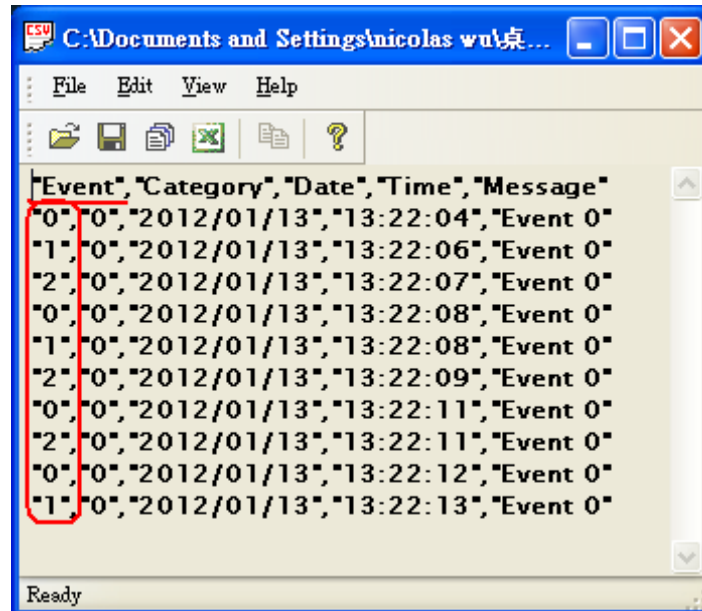 CSV C:\Documents and Settings\nicolas wu\桌...
File Edit View Help
"Event","Category","Date","Time","Message"
"0","0","2012/01/13","13:22:04","Event 0"
"1","0","2012/01/13","13:22:06","Event 0"
"2","0","2012/01/13","13:22:07","Event 0"
"0","0","2012/01/13","13:22:08","Event 0"
"1","0","2012/01/13","13:22:08","Event 0"
"2","0","2012/01/13","13:22:09","Event 0"
"0","0","2012/01/13","13:22:11","Event 0"
"2","0","2012/01/13","13:22:11","Event 0"
"0","0","2012/01/13","13:22:12","Event 0"
"1","0","2012/01/13","13:22:13","Event 0"
Ready